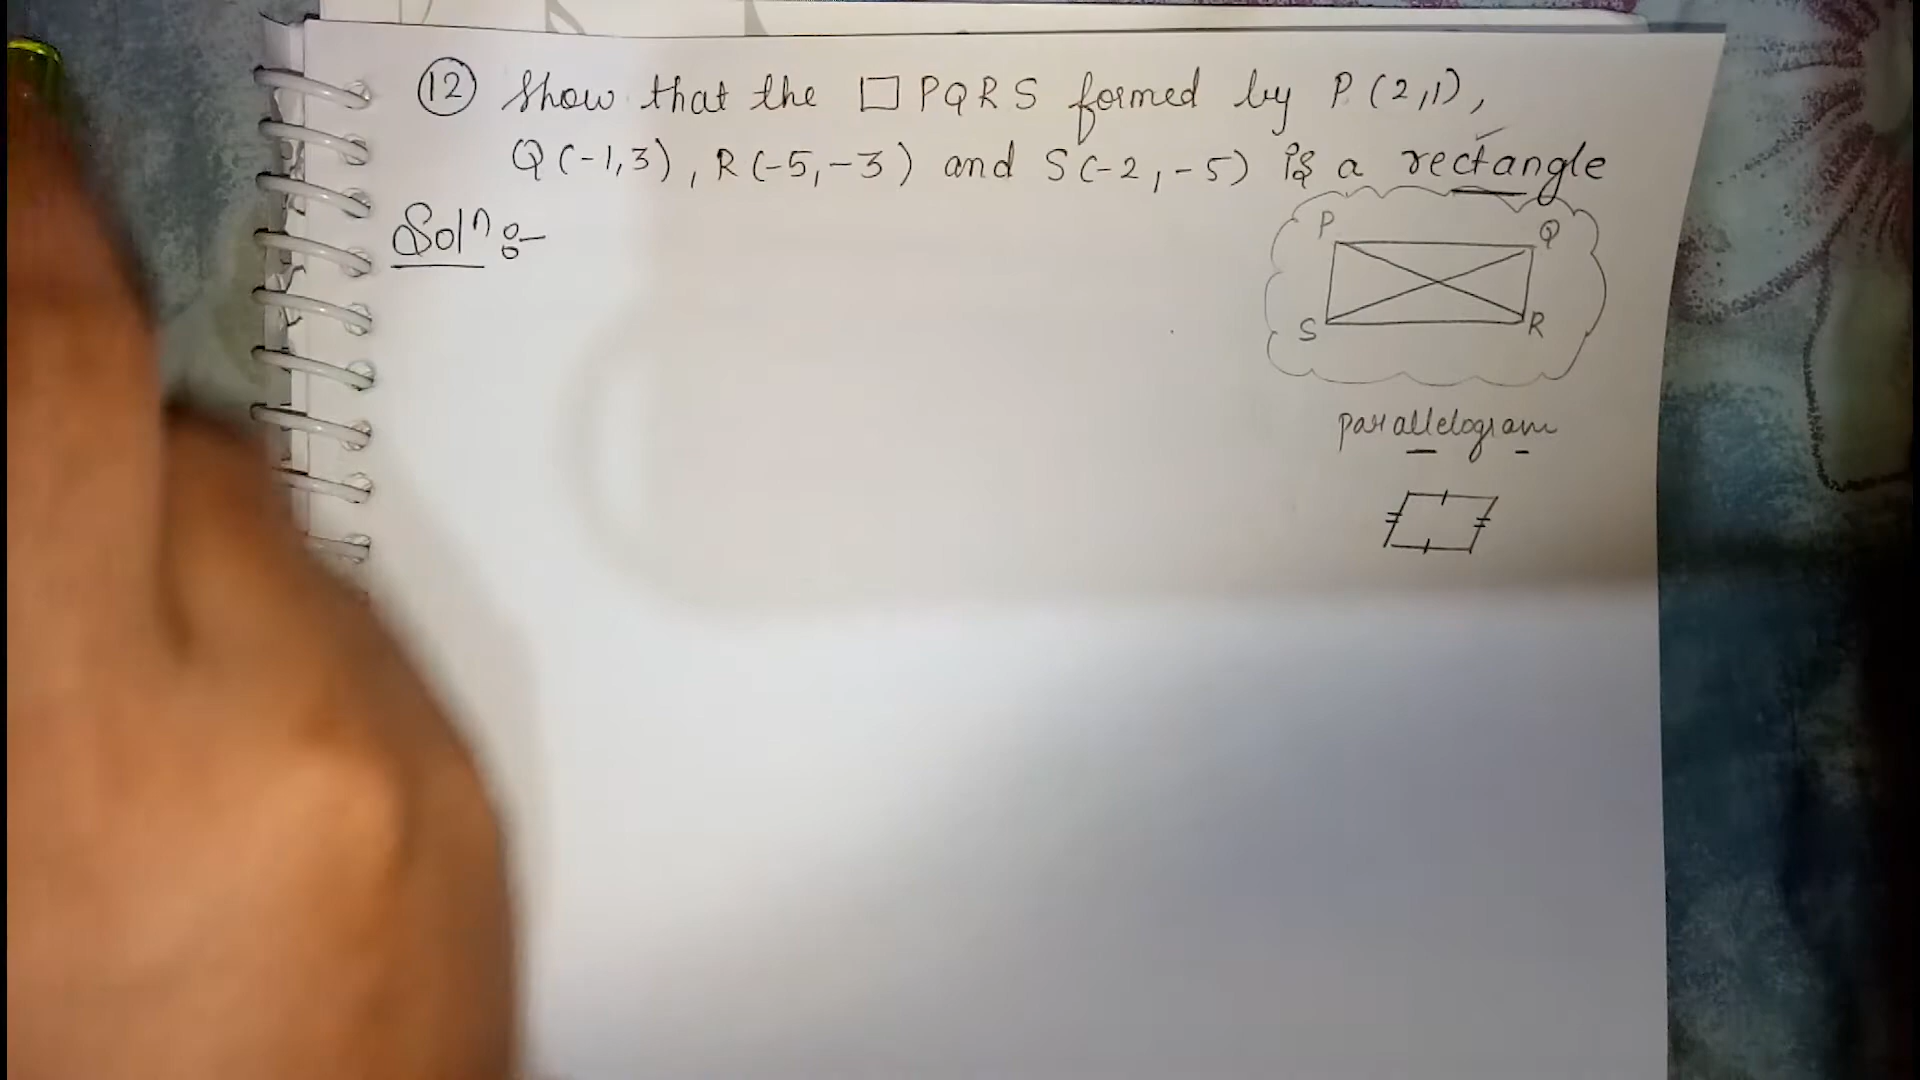 12 Show that the □ PQRS formed by P(2,1),
Q(-1,3), R(-5,-3) and S(-2,-5) is a rectangle
Solⁿ :-
P Q
S R
parallelogram